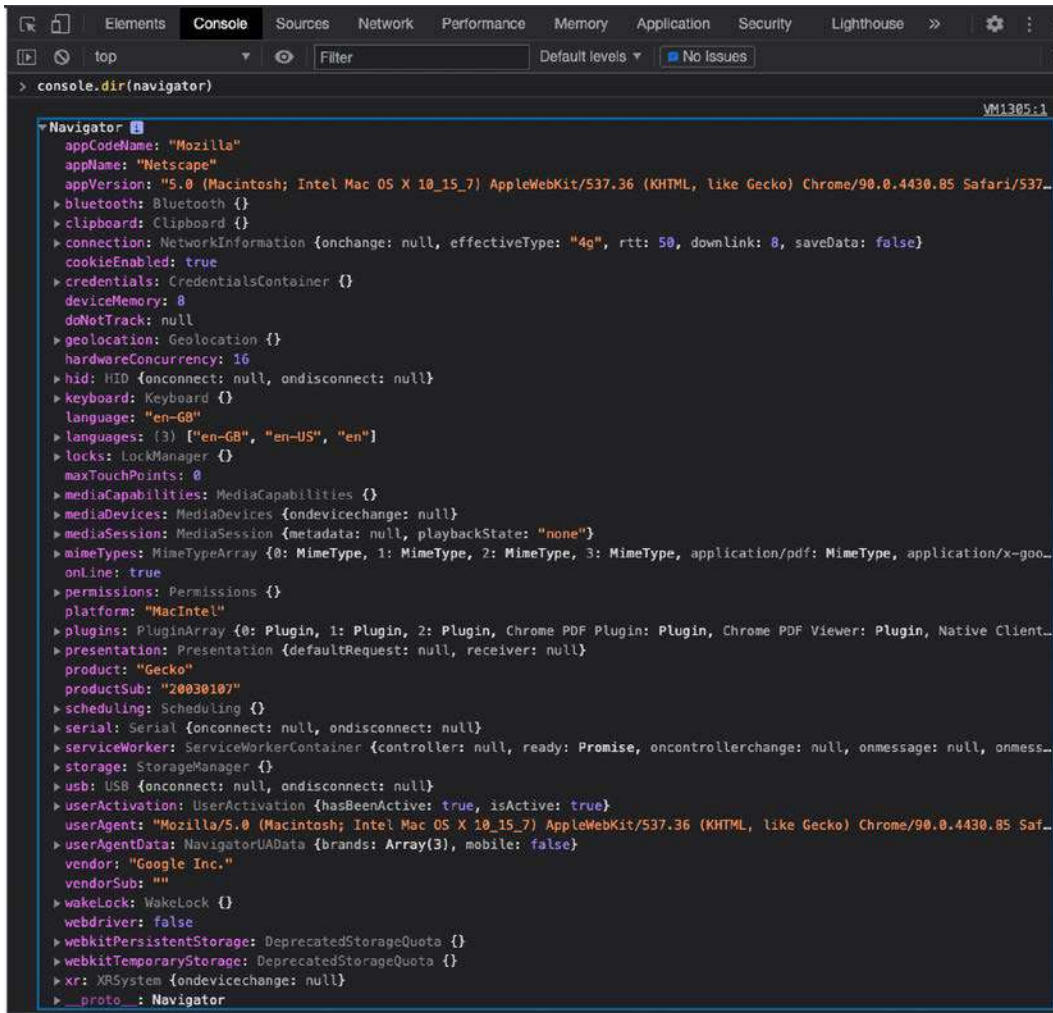 Elements Console Sources Network Performance Memory Application Security Lighthouse »
top Filter Default levels No Issues
> console.dir(navigator)
VM1305:1
Navigator
appCodeName: "Mozilla"
appName: "Netscape"
appVersion: "5.0 (Macintosh; Intel Mac OS X 10_15_7) AppleWebKit/537.36 (KHTML, like Gecko) Chrome/90.0.4430.85 Safari/537…
bluetooth: Bluetooth {}
clipboard: Clipboard {}
connection: NetworkInformation {onchange: null, effectiveType: "4g", rtt: 50, downlink: 8, saveData: false}
cookieEnabled: true
credentials: CredentialsContainer {}
deviceMemory: 8
doNotTrack: null
geolocation: Geolocation {}
hardwareConcurrency: 16
hid: HID {onconnect: null, ondisconnect: null}
keyboard: Keyboard {}
language: "en-GB"
languages: (3) ["en-GB", "en-US", "en"]
locks: LockManager {}
maxTouchPoints: 0
mediaCapabilities: MediaCapabilities {}
mediaDevices: MediaDevices {ondevicechange: null}
mediaSession: MediaSession {metadata: null, playbackState: "none"}
mimeTypes: MimeTypeArray {0: MimeType, 1: MimeType, 2: MimeType, 3: MimeType, application/pdf: MimeType, application/x-goo…
onLine: true
permissions: Permissions {}
platform: "MacIntel"
plugins: PluginArray {0: Plugin, 1: Plugin, 2: Plugin, Chrome PDF Plugin: Plugin, Chrome PDF Viewer: Plugin, Native Client…
presentation: Presentation {defaultRequest: null, receiver: null}
product: "Gecko"
productSub: "20030107"
scheduling: Scheduling {}
serial: Serial {onconnect: null, ondisconnect: null}
serviceWorker: ServiceWorkerContainer {controller: null, ready: Promise, oncontrollerchange: null, onmessage: null, onmess…
storage: StorageManager {}
usb: USB {onconnect: null, ondisconnect: null}
userActivation: UserActivation {hasBeenActive: true, isActive: true}
userAgent: "Mozilla/5.0 (Macintosh; Intel Mac OS X 10_15_7) AppleWebKit/537.36 (KHTML, like Gecko) Chrome/90.0.4430.85 Saf…
userAgentData: NavigatorUAData {brands: Array(3), mobile: false}
vendor: "Google Inc."
vendorSub: ""
wakeLock: WakeLock {}
webdriver: false
webkitPersistentStorage: DeprecatedStorageQuota {}
webkitTemporaryStorage: DeprecatedStorageQuota {}
xr: XRSystem {ondevicechange: null}
__proto__: Navigator